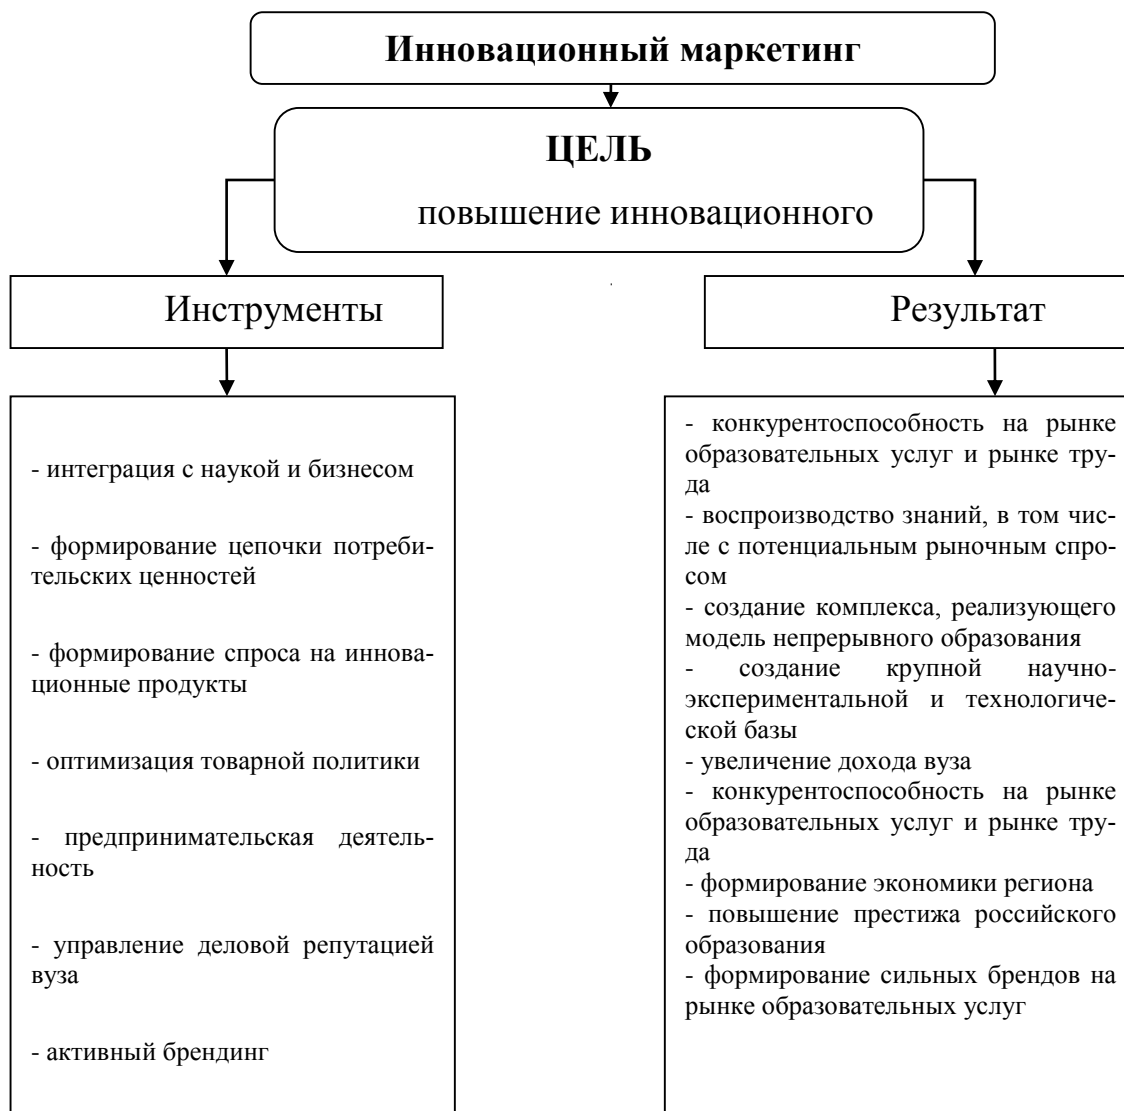 Инновационный маркетинг
ЦЕЛЬ
повышение инновационного
Инструменты
Результат
- интеграция с наукой и бизнесом
- формирование цепочки потреби-
тельских ценностей
- формирование спроса на иннова-
ционные продукты
- оптимизация товарной политики
- предпринимательская деятель-
ность
- управление деловой репутацией
вуза
- активный брендинг
- конкурентоспособность на рынке
образовательных услуг и рынке тру-
да
- воспроизводство знаний, в том чис-
ле с потенциальным рыночным спро-
сом
- создание комплекса, реализующего
модель непрерывного образования
- создание крупной научно-
экспериментальной и технологиче-
ской базы
- увеличение дохода вуза
- конкурентоспособность на рынке
образовательных услуг и рынке тру-
да
- формирование экономики региона
- повышение престижа российского
образования
- формирование сильных брендов на
рынке образовательных услуг